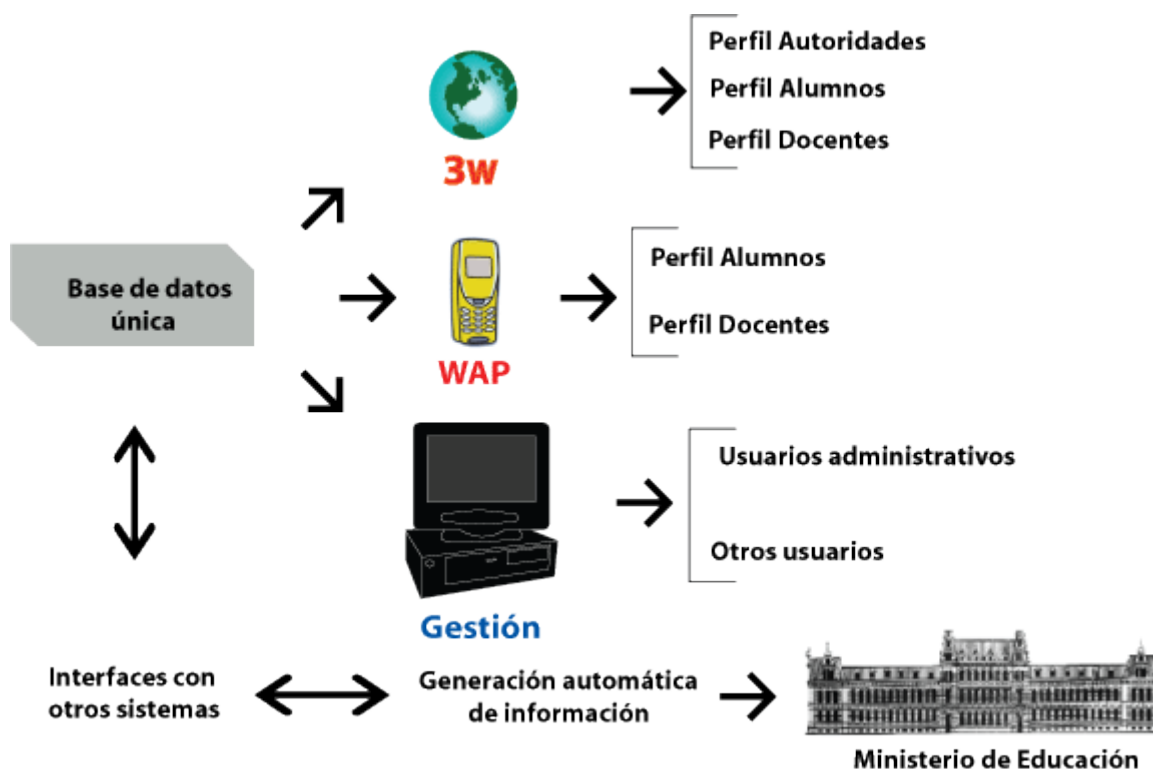 Perfil Autoridades
Perfil Alumnos
Perfil Docentes
3w
Base de datos
única
WAP
Perfil Alumnos
Perfil Docentes
Gestión
Usuarios administrativos
Otros usuarios
Interfaces con
otros sistemas
Generación automática
de información
Ministerio de Educación